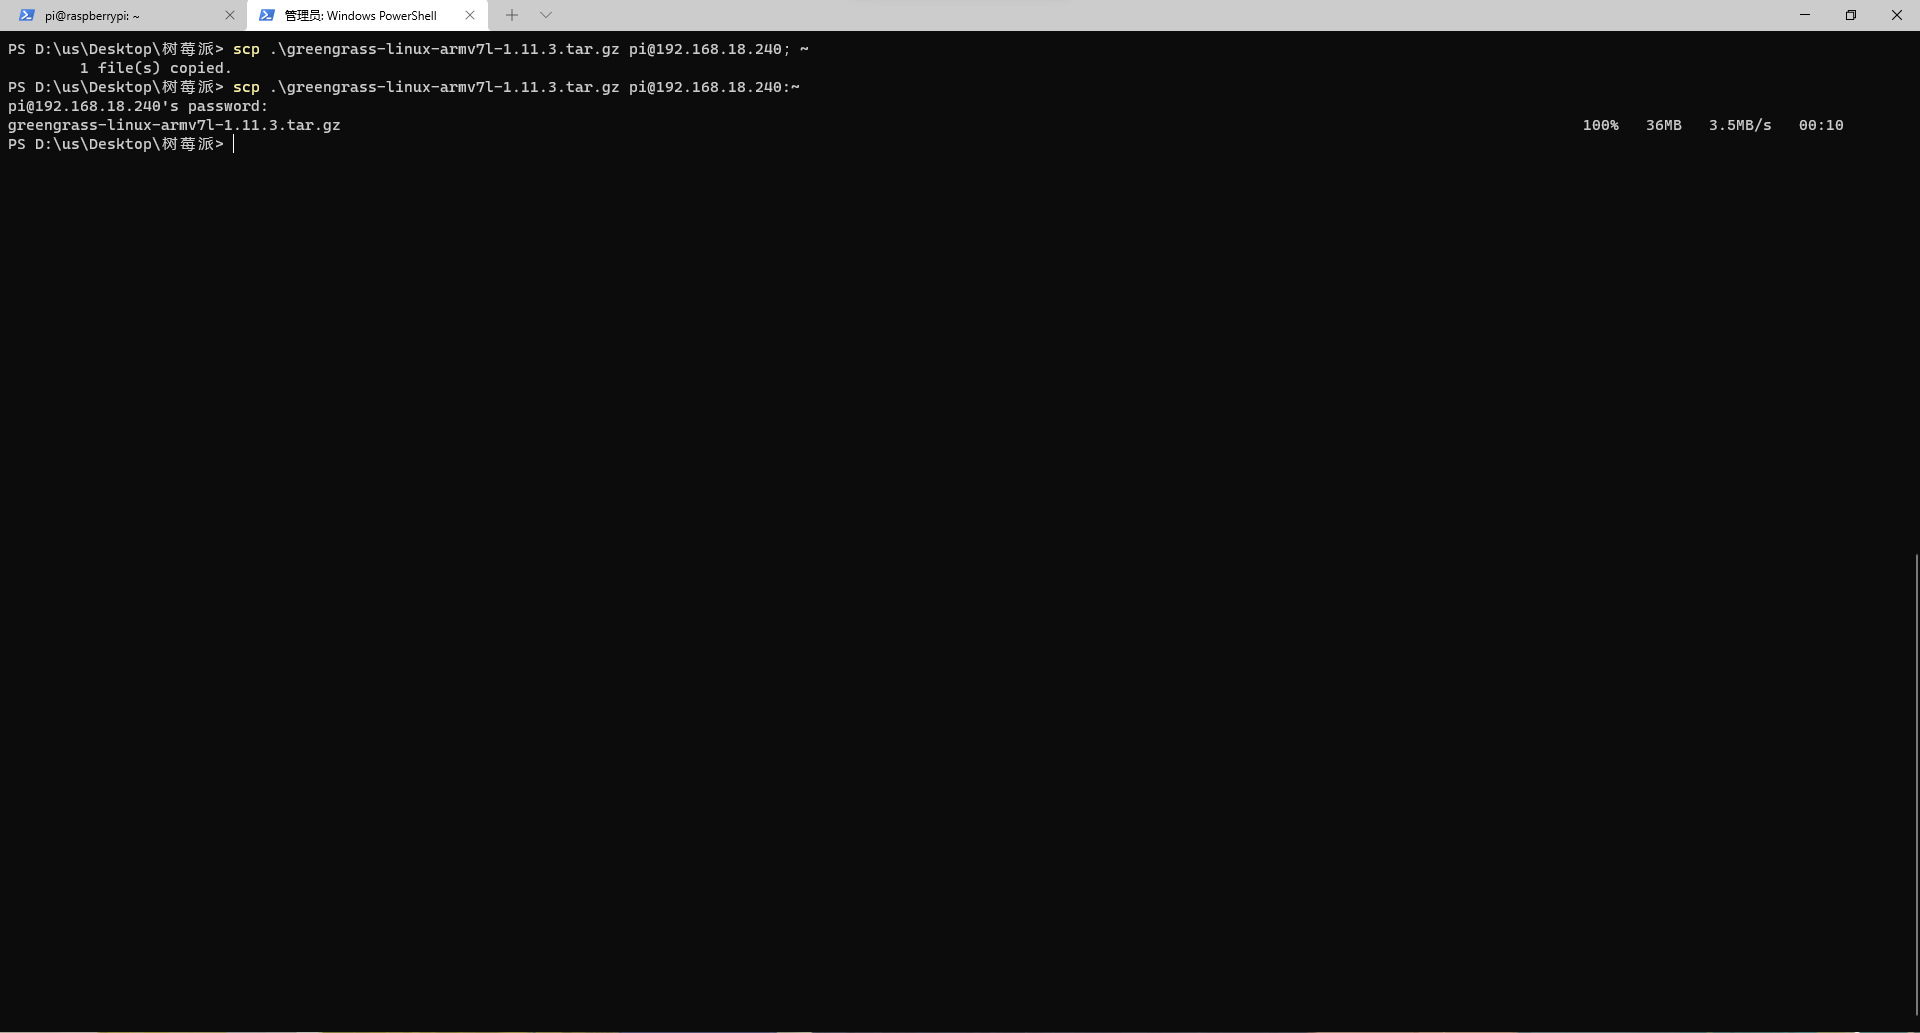 pi@raspberrypi: ~
管理员: Windows PowerShell
PS D:\us\Desktop\树莓派> scp .\greengrass-linux-armv7l-1.11.3.tar.gz pi@192.168.18.240; ~
        1 file(s) copied.
PS D:\us\Desktop\树莓派> scp .\greengrass-linux-armv7l-1.11.3.tar.gz pi@192.168.18.240:~
pi@192.168.18.240's password:
greengrass-linux-armv7l-1.11.3.tar.gz 100% 36MB 3.5MB/s 00:10
PS D:\us\Desktop\树莓派>